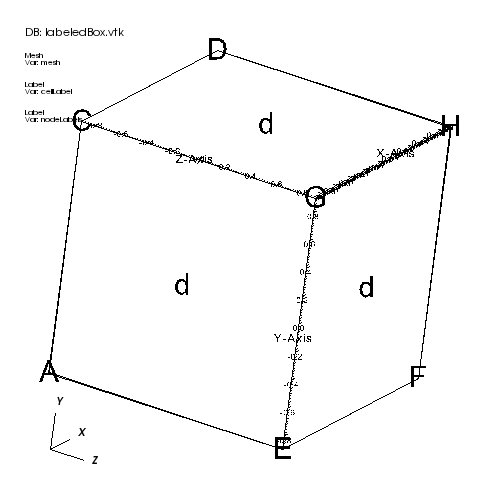 DB: labeledBox.vtk
Mesh
Var: mesh
Label
Var: cellLabel
Label
Var: nodeLabels
D
C
H
d
X-Axis
Z-Axis
G
d
d
Y-Axis
A
F
E
Y
X
Z